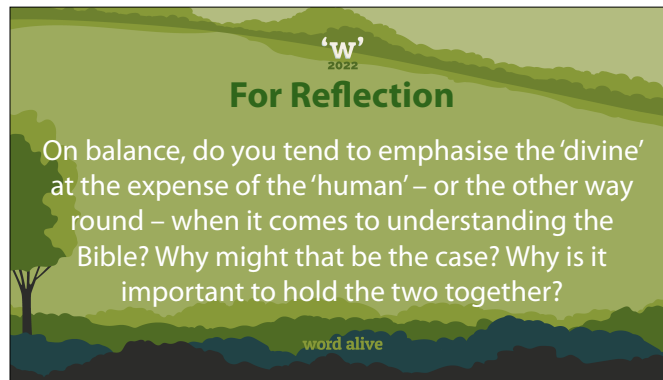 ‘w’
2022
For Reflection
On balance, do you tend to emphasise the ‘divine’
at the expense of the ‘human’ – or the other way
round – when it comes to understanding the
Bible? Why might that be the case? Why is it
important to hold the two together?
word alive